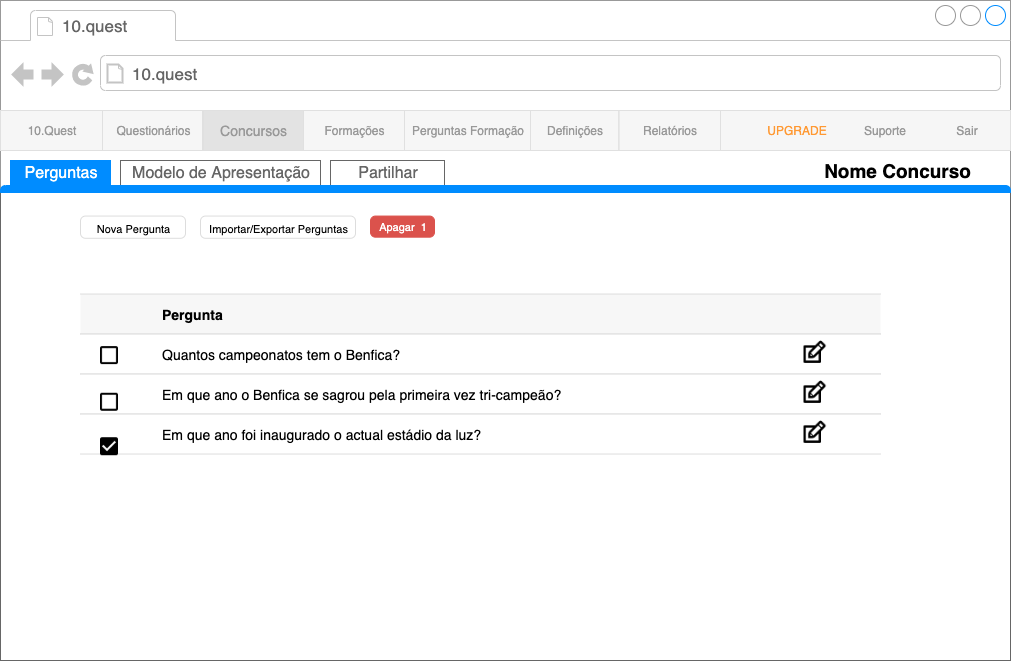 10.quest
10.quest
10.Quest Questionários Concursos Formações Perguntas Formação Definições Relatórios UPGRADE Suporte Sair
Perguntas Modelo de Apresentação Partilhar Nome Concurso
Nova Pergunta Importar/Exportar Perguntas Apagar 1
Pergunta
Quantos campeonatos tem o Benfica?
Em que ano o Benfica se sagrou pela primeira vez tri-campeão?
Em que ano foi inaugurado o actual estádio da luz?